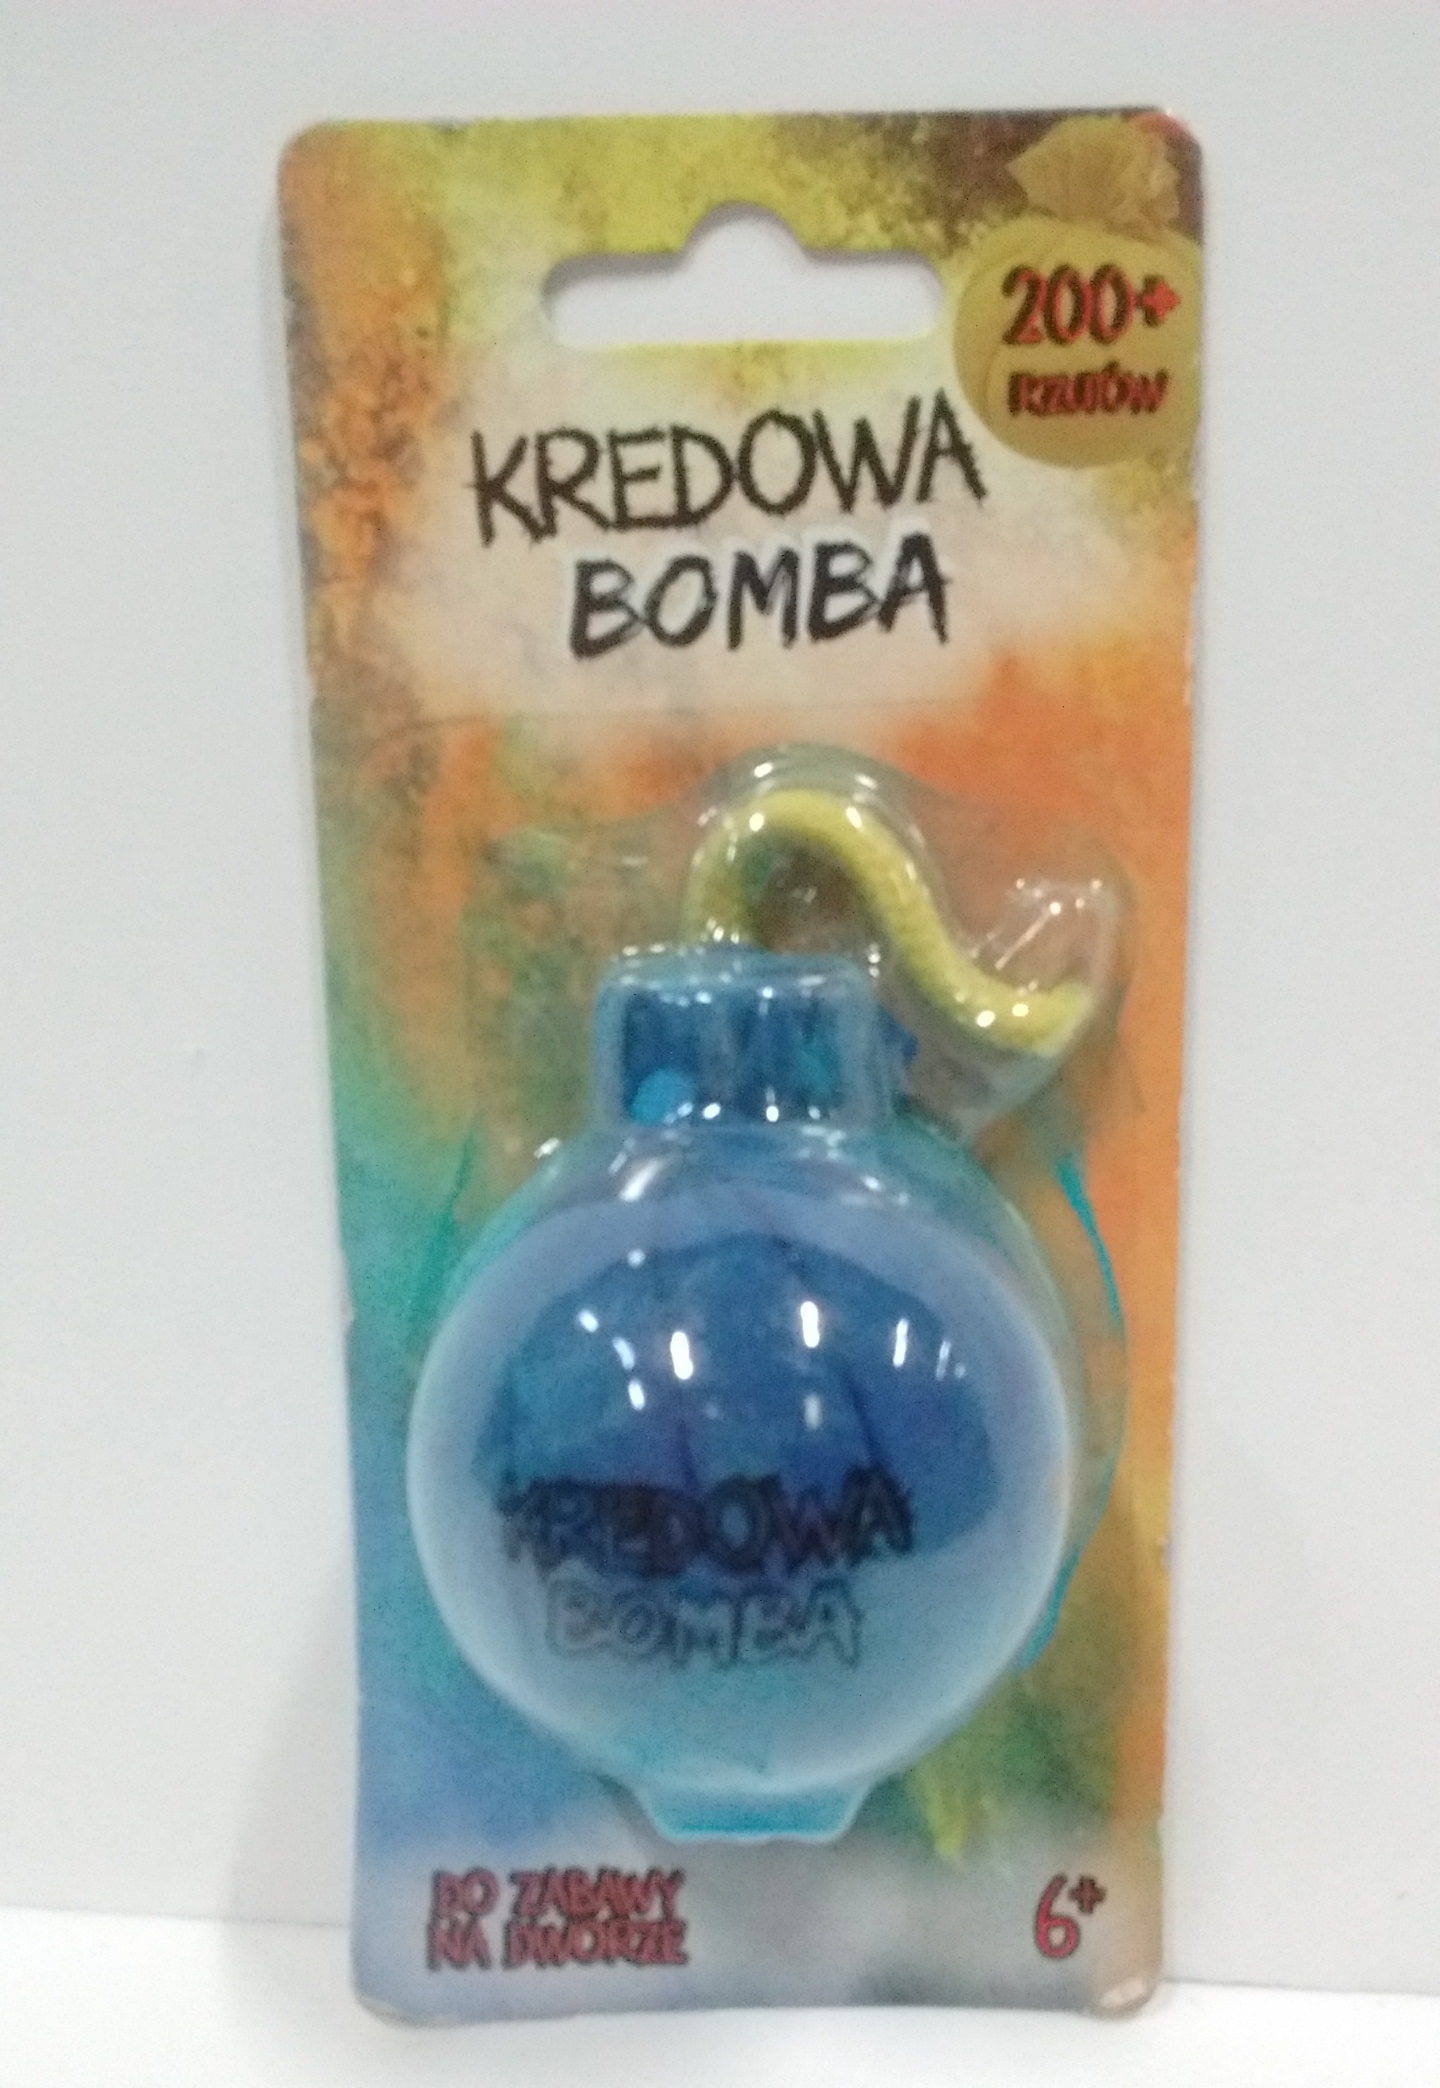 200+
rzutów
KREDOWA
BOMBA
KREDOWA
BOMBA
DO ZABAWY
NA DWORZE
6+